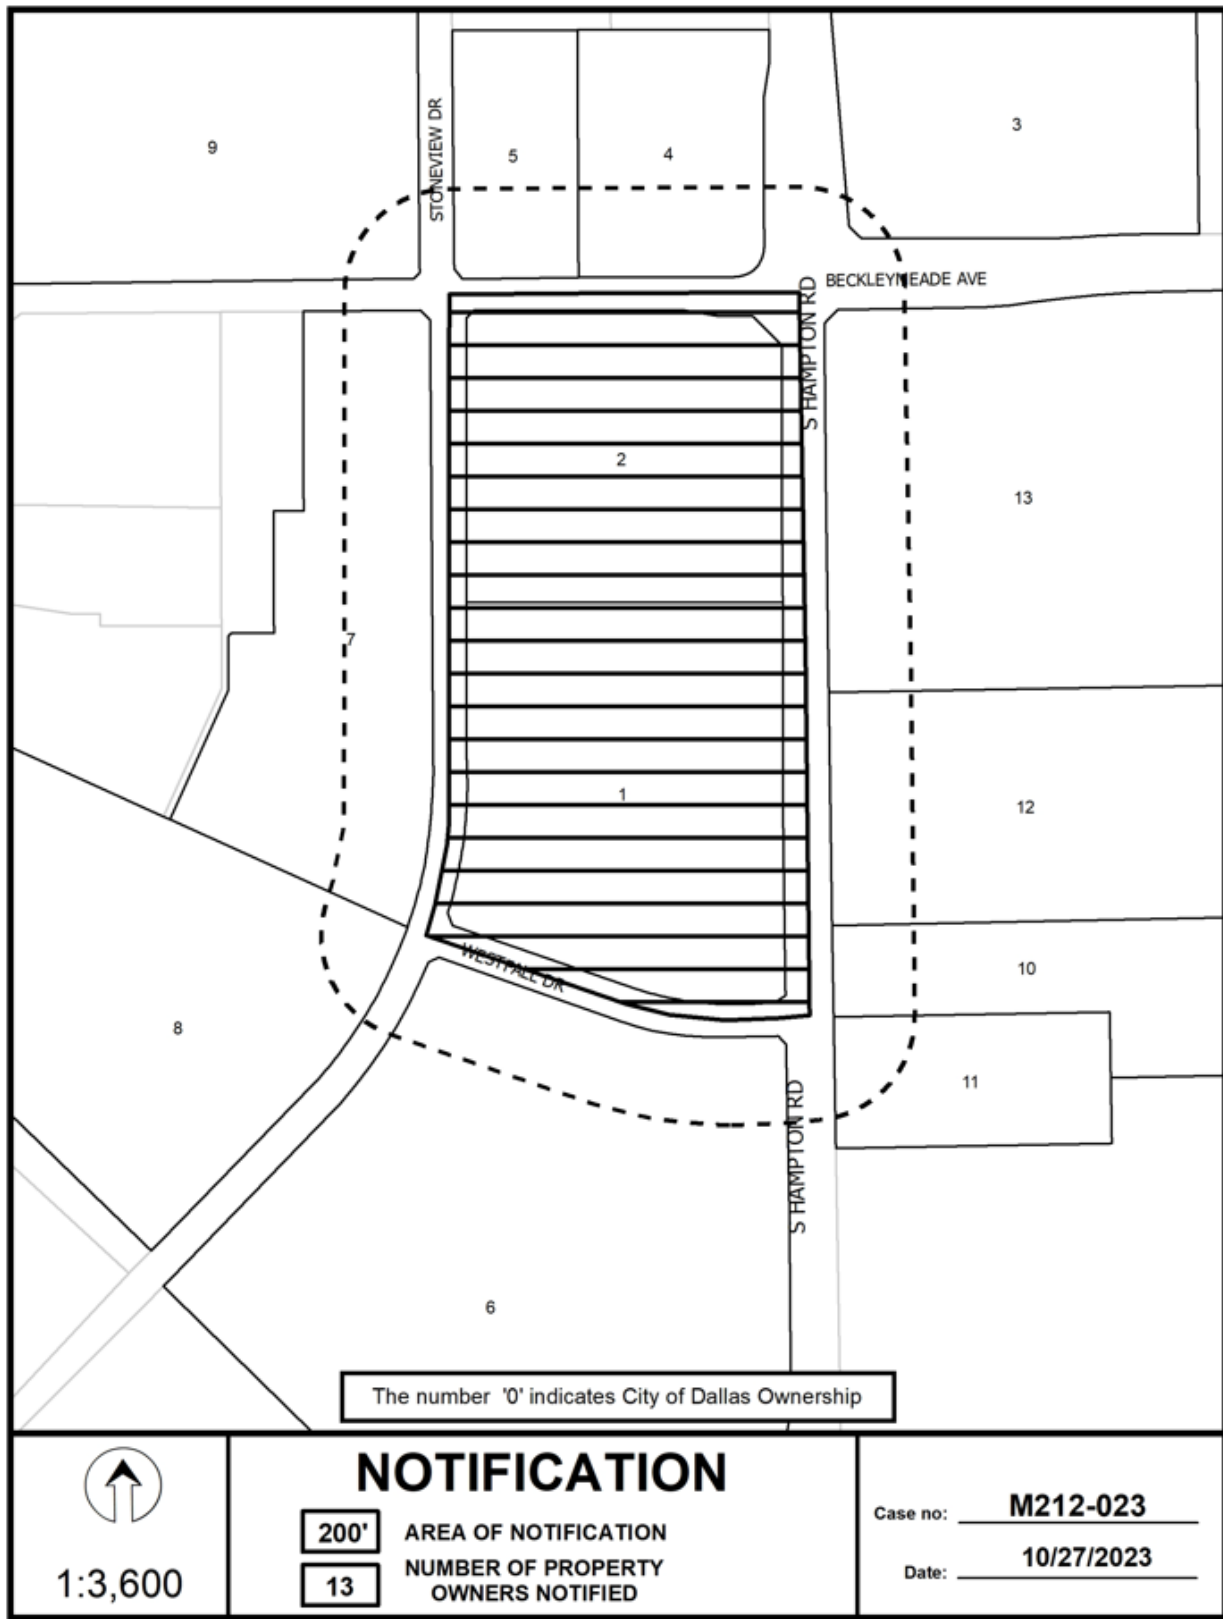 3
9
5
4
STONEVIEW DR
BECKLEYMEADE AVE
S HAMPTON RD
2
13
7
1
12
WESTFALL DR
10
8
11
S HAMPTON RD
6
The number '0' indicates City of Dallas Ownership
1:3,600
NOTIFICATION
200' AREA OF NOTIFICATION
13 NUMBER OF PROPERTY
OWNERS NOTIFIED
Case no: M212-023
Date: 10/27/2023